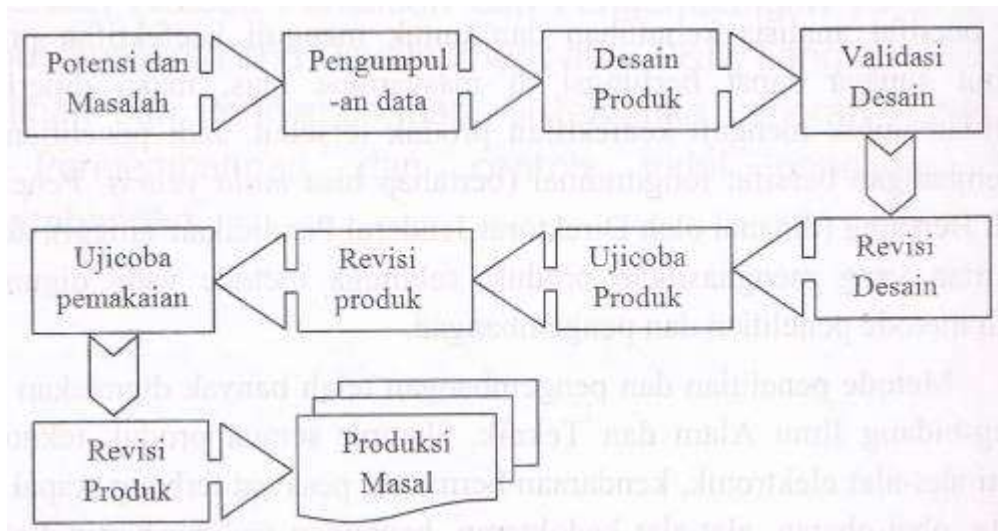 Potensi dan
Masalah
Pengumpul
-an data
Desain
Produk
Validasi
Desain
Revisi
Desain
Ujicoba
Produk
Revisi
produk
Ujicoba
pemakaian
Revisi
Produk
Produksi
Masal